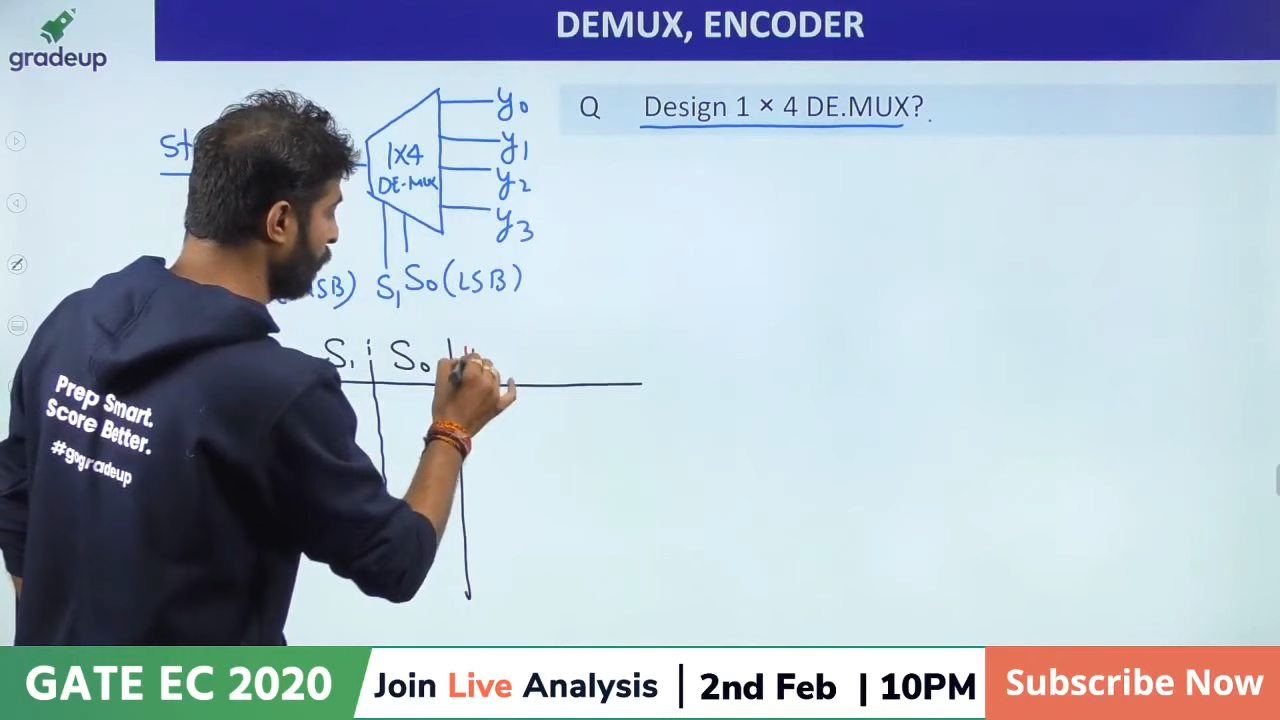 DEMUX, ENCODER
gradeup
Q Design 1 × 4 DE.MUX?
y0
y1
y2
y3
1X4
DE-MUX
S1 S0 (LSB)
S1 S0
Prep Smart.
Score Better.
#gogradeup
GATE EC 2020
Join Live Analysis | 2nd Feb | 10PM
Subscribe Now